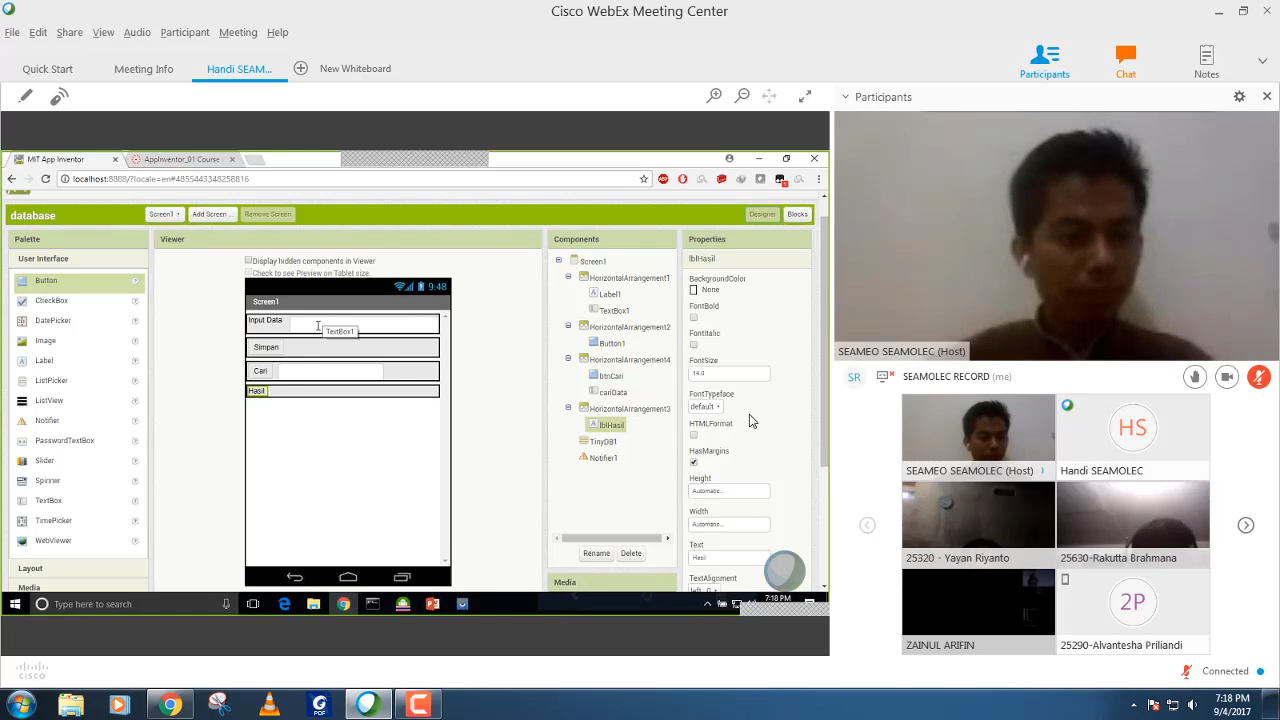 Cisco WebEx Meeting Center
File Edit Share View Audio Participant Meeting Help
Quick Start Meeting Info Handi SEAM... New Whiteboard
Participants Chat Notes
Participants
MIT App Inventor AppInventor_01 Course
localhost:8888/?locale=en#4855443348258816
database Screen1 Add Screen ... Remove Screen Designer Blocks
Palette Viewer Components Properties
User Interface
Button
CheckBox
DatePicker
Image
Label
ListPicker
ListView
Notifier
PasswordTextBox
Slider
Spinner
TextBox
TimePicker
WebViewer
Layout
Media
Display hidden components in Viewer
Check to see Preview on Tablet size.
9:48
Screen1
Input Data
TextBox1
Simpan
Cari
Hasil
Screen1
HorizontalArrangement1
Label1
TextBox1
HorizontalArrangement2
Button1
HorizontalArrangement4
btnCari
cariData
HorizontalArrangement3
lblHasil
TinyDB1
Notifier1
Rename Delete
Media
lblHasil
BackgroundColor
None
FontBold
FontItalic
FontSize
14.0
FontTypeface
default
HTMLFormat
HasMargins
Height
Automatic...
Width
Automatic...
Text
Hasil
TextAlignment
Type here to search
7:18 PM
SEAMEO SEAMOLEC (Host)
SR SEAMOLEC RECORD (me)
SEAMEO SEAMOLEC (Host)
HS
Handi SEAMOLEC
25320 - Yayan Riyanto
25630-Rakutta Brahmana
ZAINUL ARIFIN
2P
25290-Alvantesha Priliandi
CISCO
Connected
PDF
7:18 PM
9/4/2017